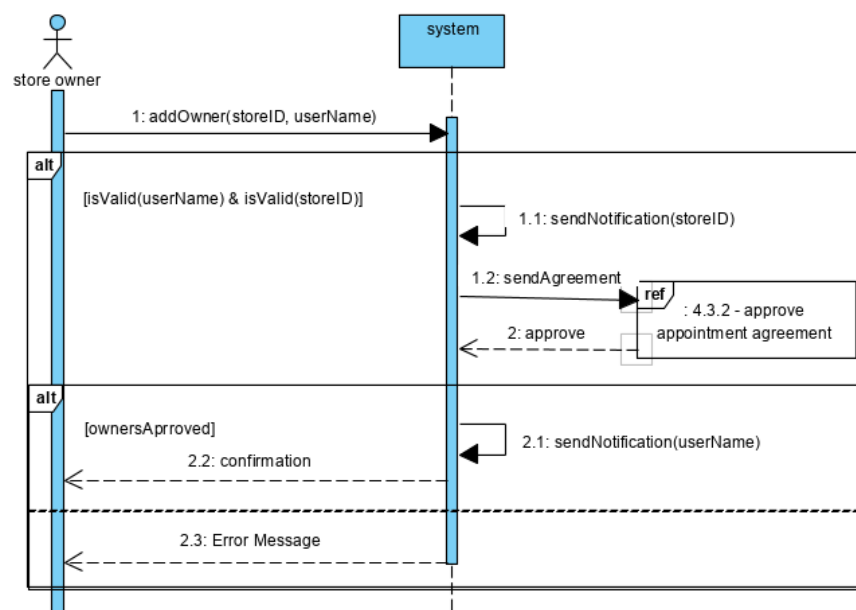 system
store owner
1: addOwner(storeID, userName)
alt
[isValid(userName) & isValid(storeID)]
1.1: sendNotification(storeID)
1.2: sendAgreement
ref
: 4.3.2 - approve
appointment agreement
2: approve
alt
[ownersAprroved]
2.1: sendNotification(userName)
2.2: confirmation
2.3: Error Message